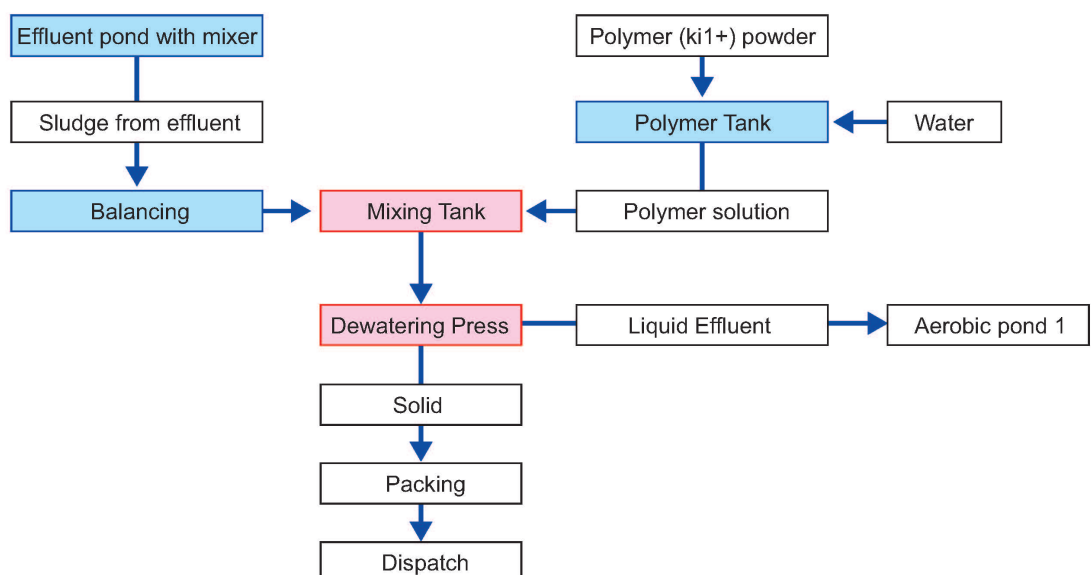 Effluent pond with mixer
Polymer (ki1+) powder
Sludge from effluent
Polymer Tank
Water
Balancing
Mixing Tank
Polymer solution
Dewatering Press
Liquid Effluent
Aerobic pond 1
Solid
Packing
Dispatch